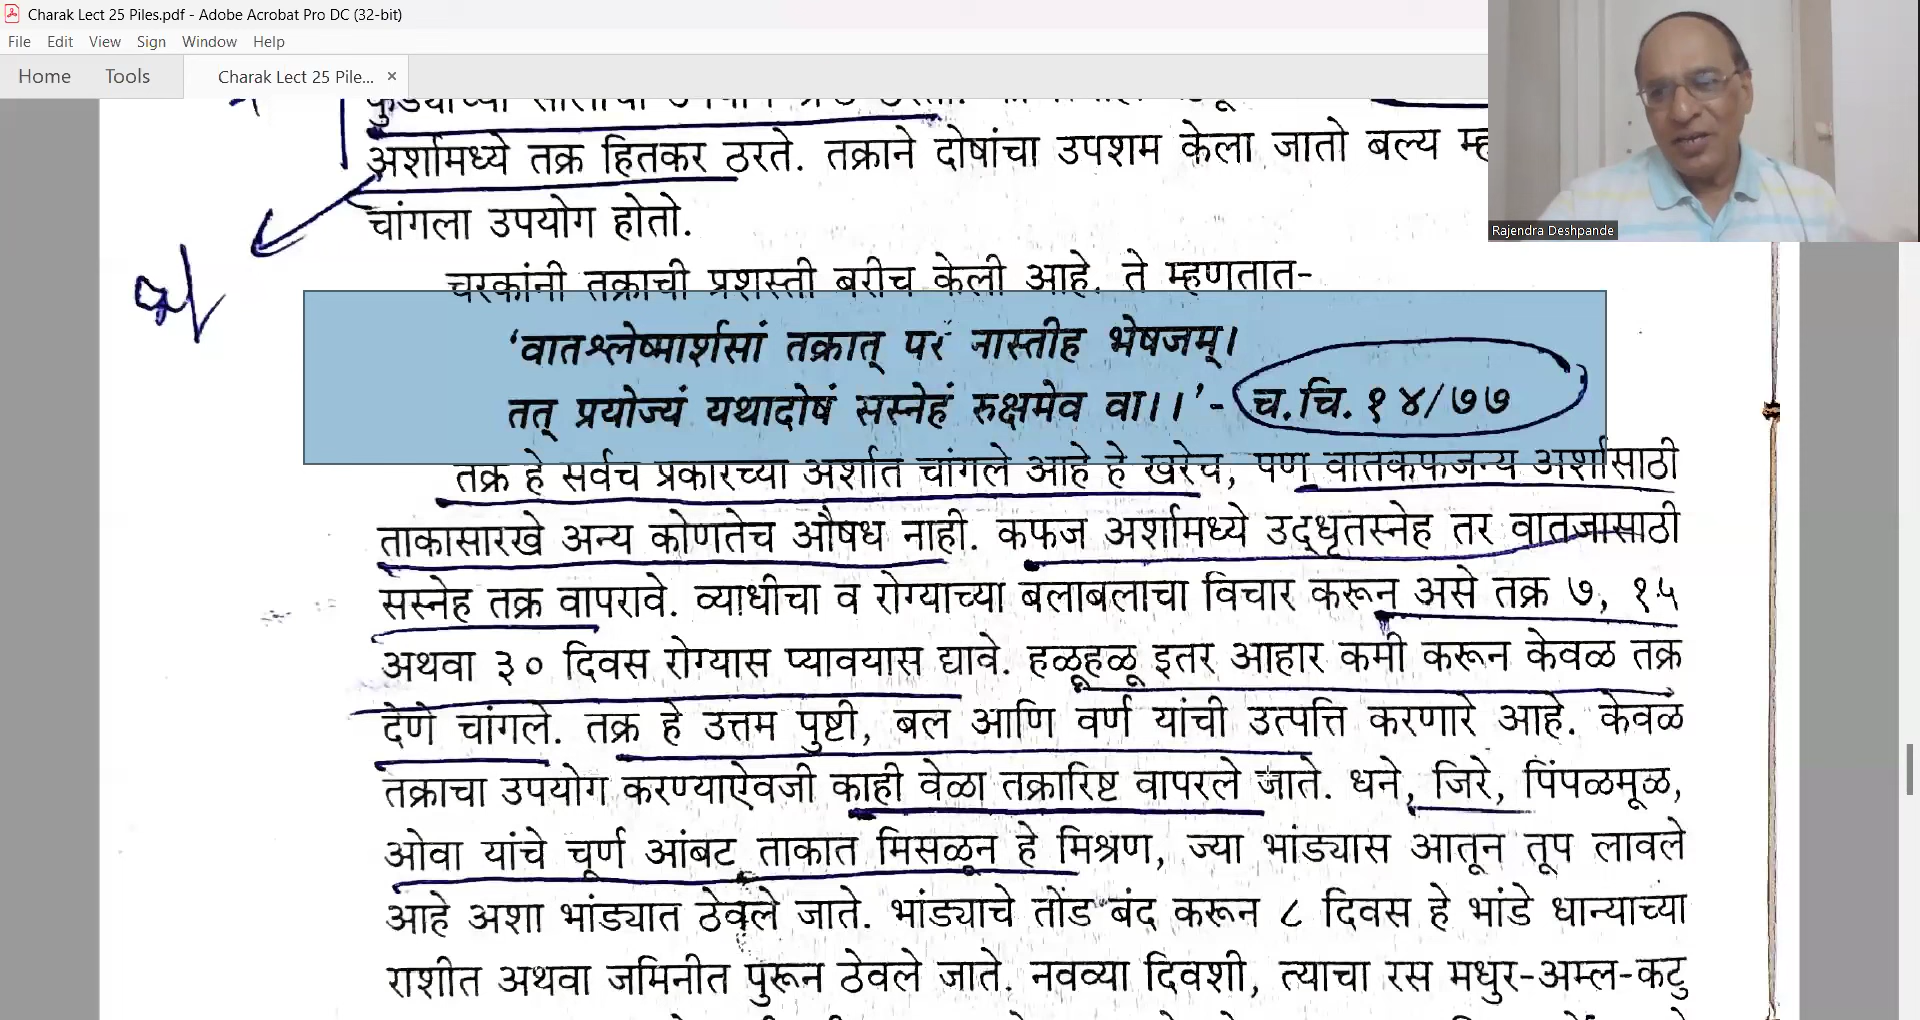 Charak Lect 25 Piles.pdf - Adobe Acrobat Pro DC (32-bit)
File Edit View Sign Window Help
Home Tools Charak Lect 25 Pile... ×
Rajendra Deshpande
अर्शामध्ये तक्र हितकर ठरते. तक्राने दोषांचा उपशम केला जातो बल्य
चांगला उपयोग होतो.
चरकांनी तक्राची प्रशस्ती बरीच केली आहे. ते म्हणतात-
'वातश्लेष्मार्शसां तक्रात् परं नास्तीह भेषजम्।
तत् प्रयोज्यं यथादोषं सस्नेहं रुक्षमेव वा।।'- च.चि.१४/७७
तक्र हे सर्वच प्रकारच्या अर्शात चांगले आहे हे खरेच, पण वातकफजन्य अर्शासाठी
ताकासारखे अन्य कोणतेच औषध नाही. कफज अर्शामध्ये उद्धृतस्नेह तर वातजासाठी
सस्नेह तक्र वापरावे. व्याधीचा व रोग्याच्या बलाबलाचा विचार करून असे तक्र ७, १५
अथवा ३० दिवस रोग्यास प्यावयास द्यावे. हळूहळू इतर आहार कमी करून केवळ तक्र
देणे चांगले. तक्र हे उत्तम पुष्टी, बल आणि वर्ण यांची उत्पत्ति करणारे आहे. केवळ
तक्राचा उपयोग करण्याऐवजी काही वेळा तक्रारिष्ट वापरले जाते. धने, जिरे, पिंपळमूळ,
ओवा यांचे चूर्ण आंबट ताकात मिसळून हे मिश्रण, ज्या भांड्यास आतून तूप लावले
आहे अशा भांड्यात ठेवले जाते. भांड्याचे तोंड बंद करून ८ दिवस हे भांडे धान्याच्या
राशीत अथवा जमिनीत पुरून ठेवले जाते. नवव्या दिवशी, त्याचा रस मधुर-अम्ल-कटु